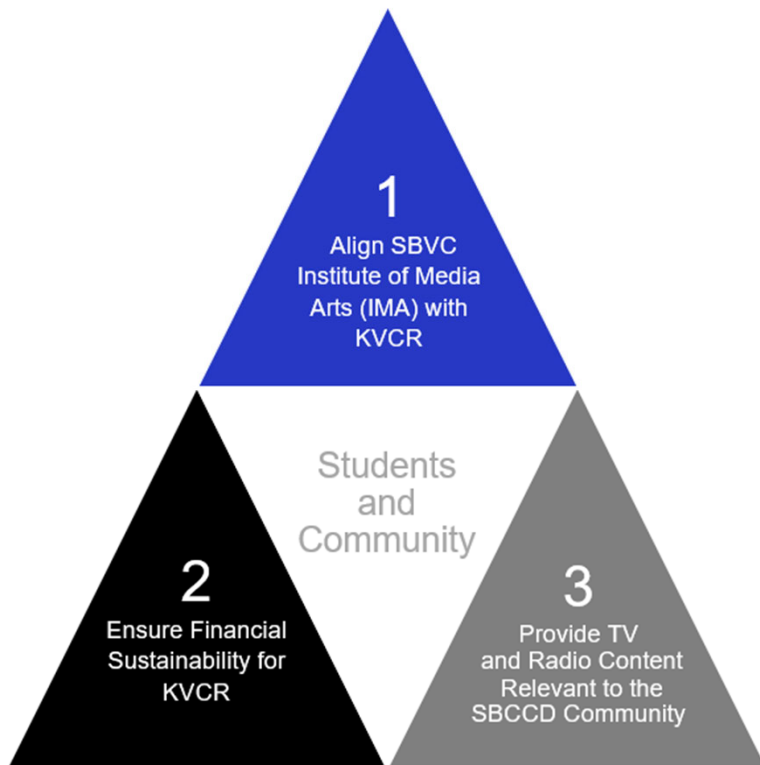 1
Align SBVC
Institute of Media
Arts (IMA) with
KVCR
Students
and
Community
2
Ensure Financial
Sustainability for
KVCR
3
Provide TV
and Radio Content
Relevant to the
SBCCD Community